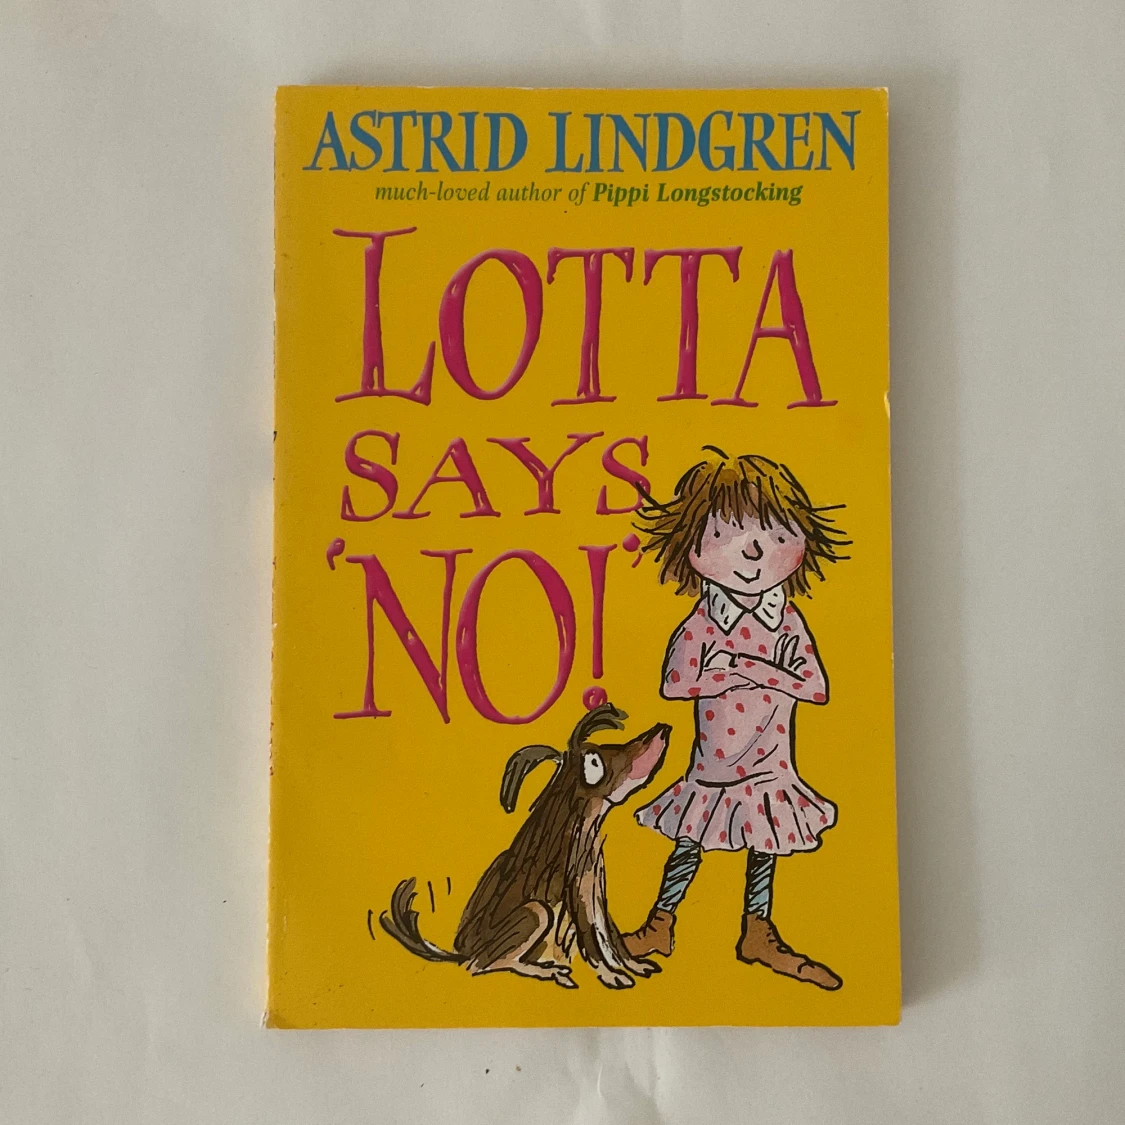 ASTRID LINDGREN
much-loved author of Pippi Longstocking
LOTTA
SAYS
'NO!'